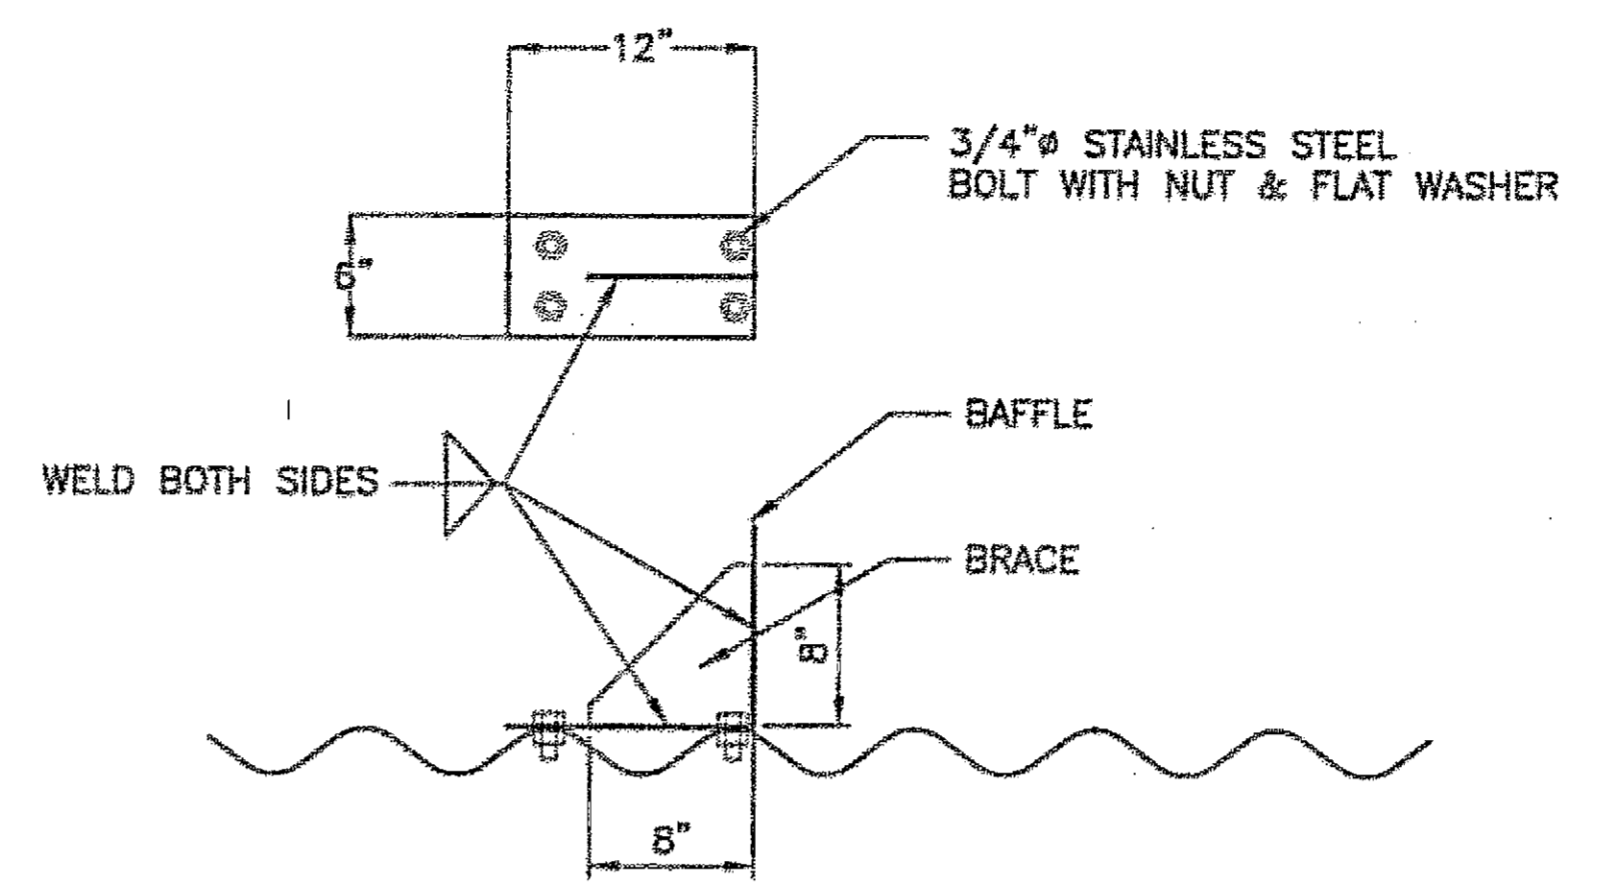 12"
3/4"ø STAINLESS STEEL
BOLT WITH NUT & FLAT WASHER
6"
BAFFLE
WELD BOTH SIDES
BRACE
8"
8"